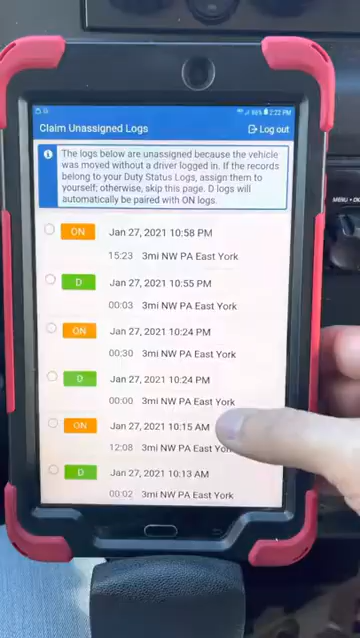 86% 2:22 PM
Claim Unassigned Logs
Log out
The logs below are unassigned because the vehicle
was moved without a driver logged in. If the records
belong to your Duty Status Logs, assign them to
yourself; otherwise, skip this page. D logs will
automatically be paired with ON logs.
ON Jan 27, 2021 10:58 PM
15:23 3mi NW PA East York
D Jan 27, 2021 10:55 PM
00:03 3mi NW PA East York
ON Jan 27, 2021 10:24 PM
00:30 3mi NW PA East York
D Jan 27, 2021 10:24 PM
00:00 3mi NW PA East York
ON Jan 27, 2021 10:15 AM
12:08 3mi NW PA East
D Jan 27, 2021 10:13 AM
00:02 3mi NW PA East York
MENU